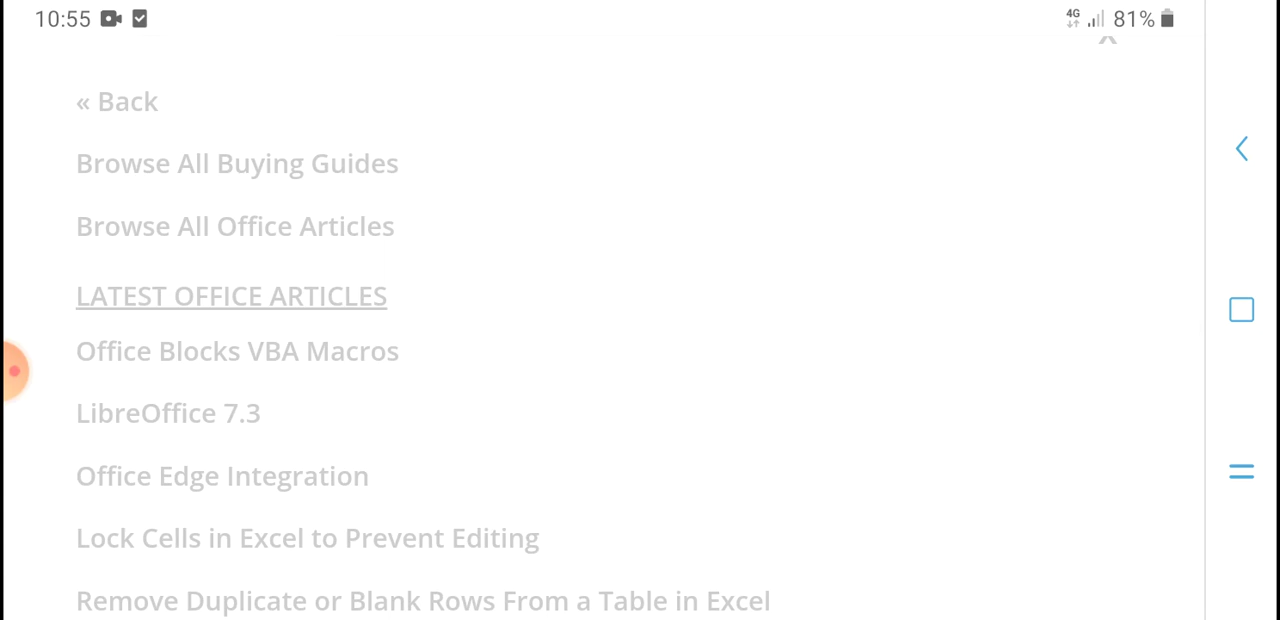 10:55
4G 81%
« Back
Browse All Buying Guides
Browse All Office Articles
LATEST OFFICE ARTICLES
Office Blocks VBA Macros
LibreOffice 7.3
Office Edge Integration
Lock Cells in Excel to Prevent Editing
Remove Duplicate or Blank Rows From a Table in Excel